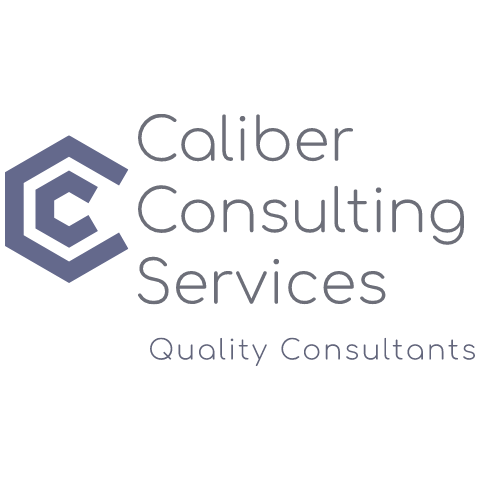 Caliber
Consulting
Services
Quality Consultants